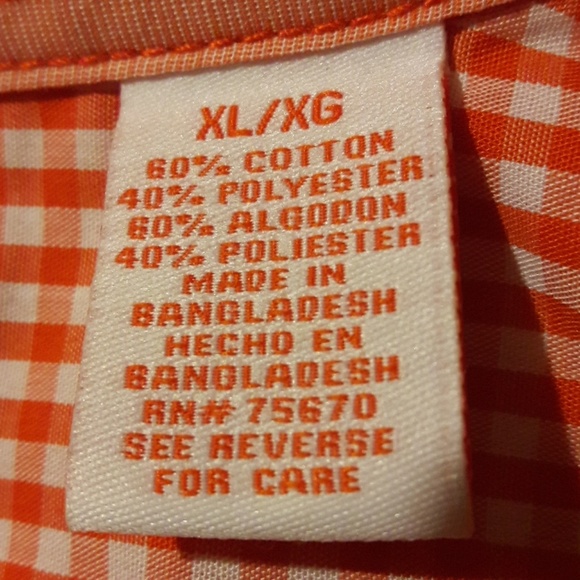 XL/XG
60% COTTON
40% POLYESTER
60% ALGODON
40% POLIESTER
MADE IN
BANGLADESH
HECHO EN
BANGLADESH
RN# 75670
SEE REVERSE
FOR CARE